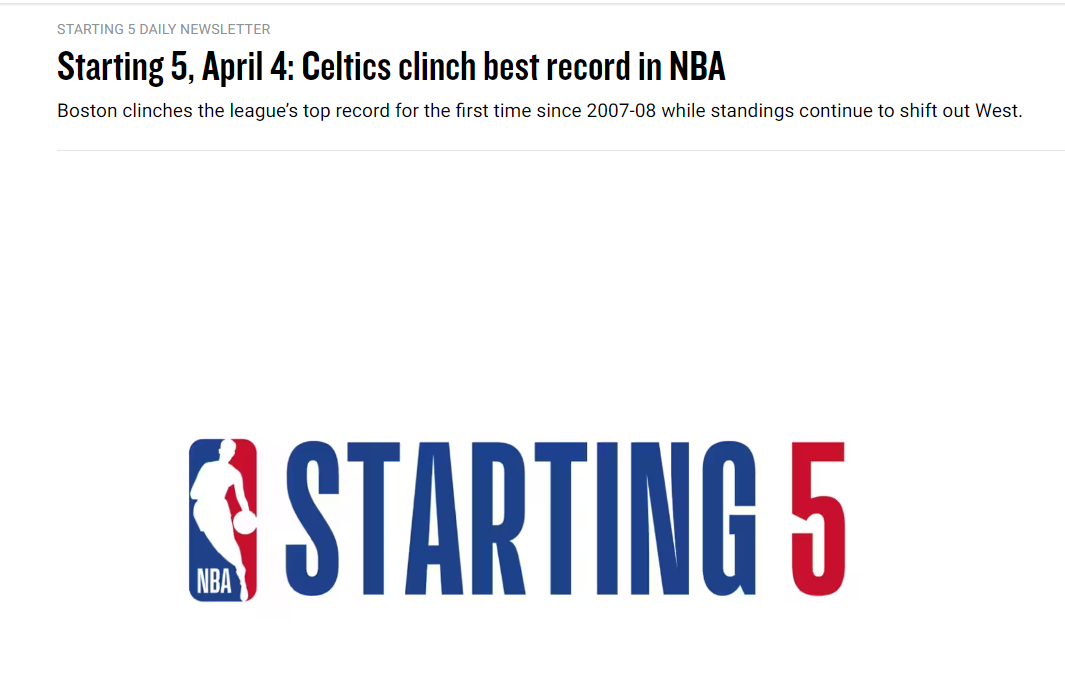 STARTING 5 DAILY NEWSLETTER
Starting 5, April 4: Celtics clinch best record in NBA
Boston clinches the league’s top record for the first time since 2007-08 while standings continue to shift out West.
NBA STARTING 5